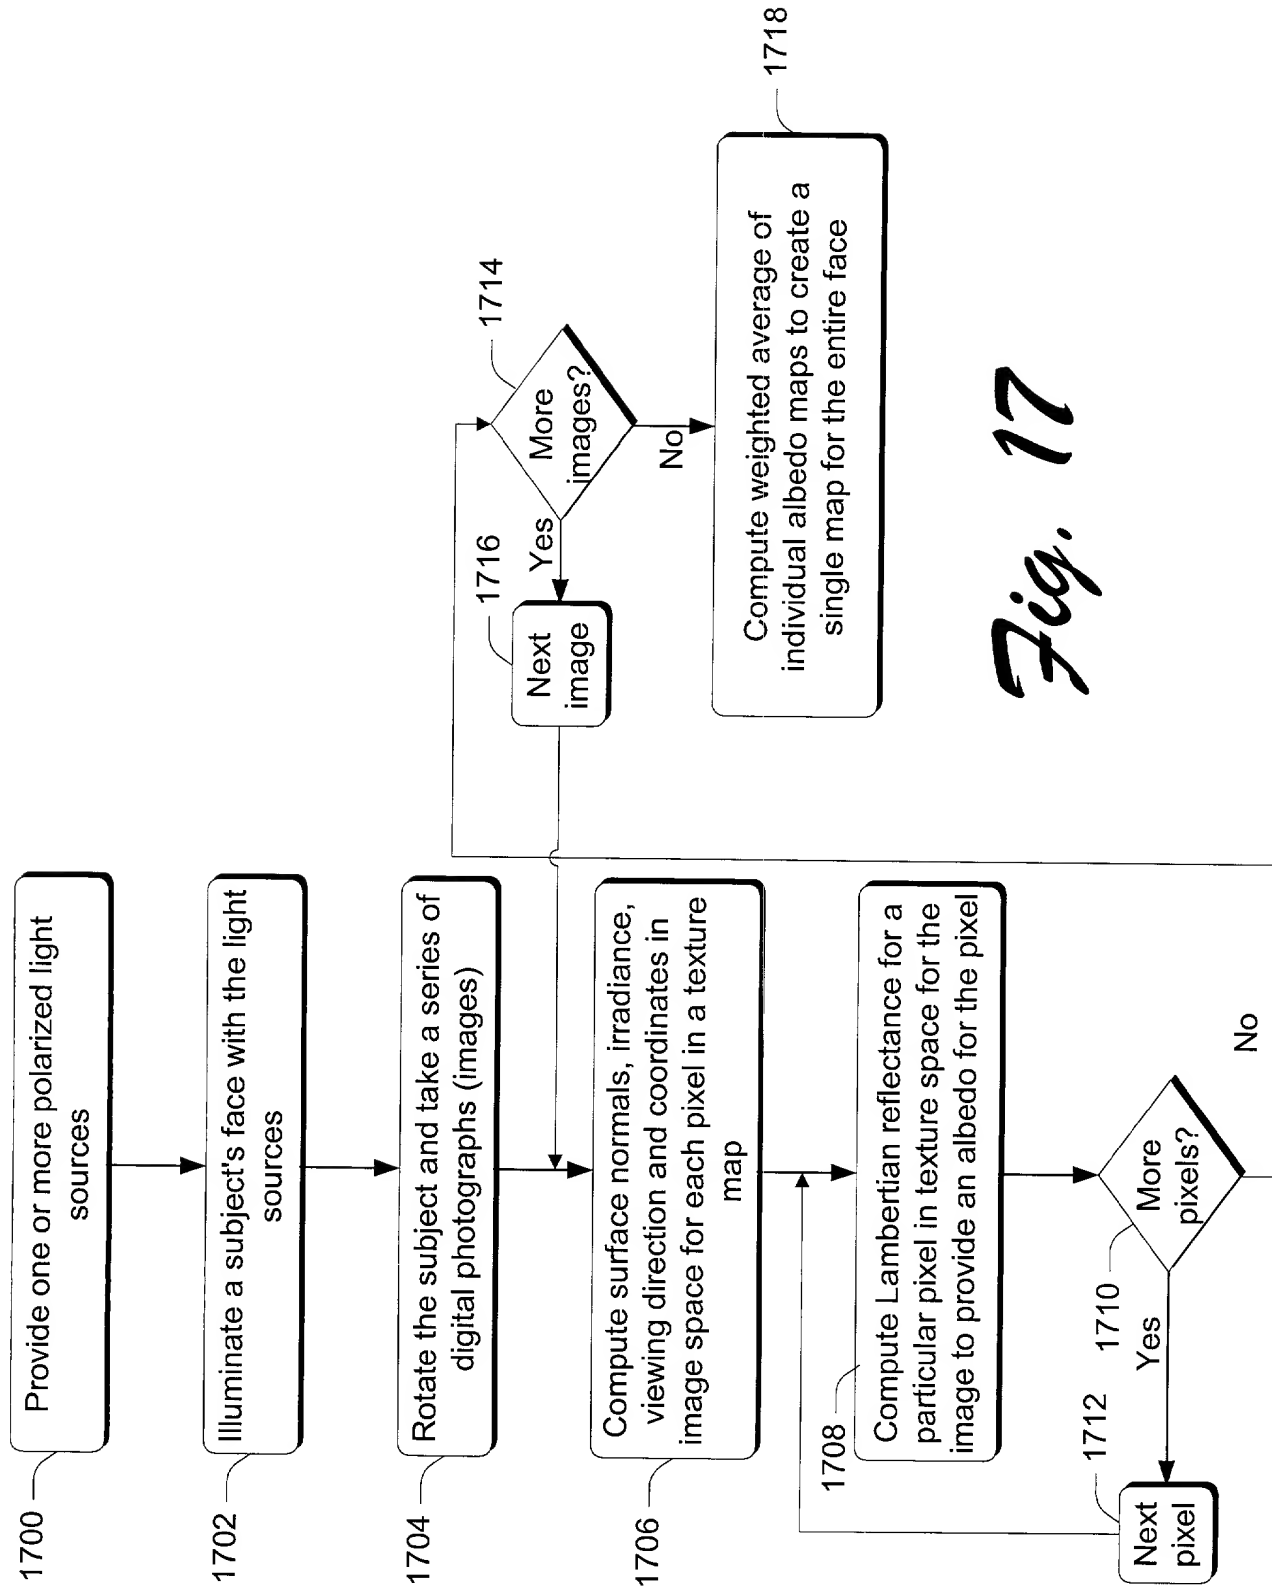 1700
Provide one or more polarized light
sources
1702
Illuminate a subject's face with the light
sources
1704
Rotate the subject and take a series of
digital photographs (images)
1706
Compute surface normals, irradiance,
viewing direction and coordinates in
image space for each pixel in a texture
map
1708
Compute Lambertian reflectance for a
particular pixel in texture space for the
image to provide an albedo for the pixel
1710
More
pixels?
Yes
No
1712
Next
pixel
1714
More
images?
Yes
No
1716
Next
image
1718
Compute weighted average of
individual albedo maps to create a
single map for the entire face
Fig. 17